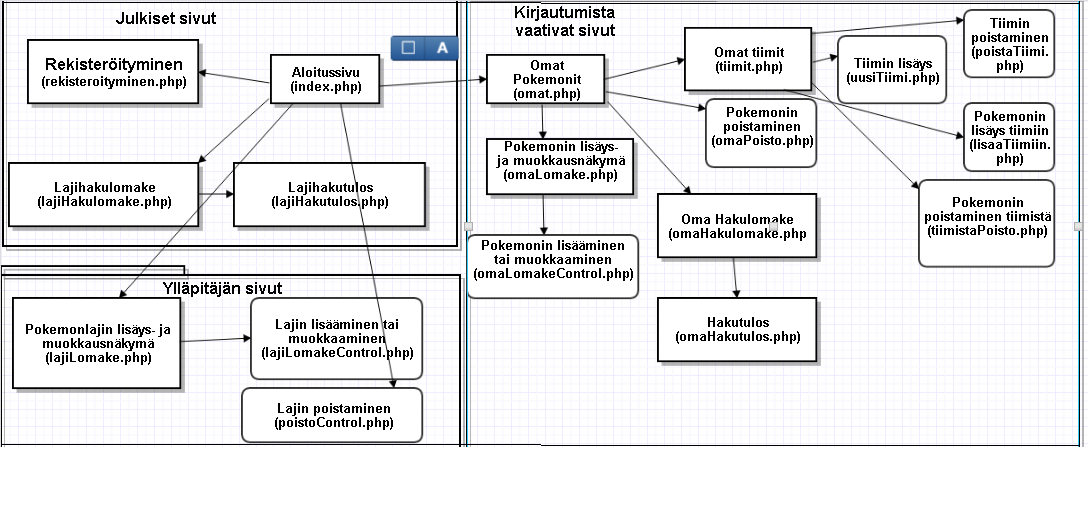 Julkiset sivut
Rekisteröityminen
(rekisteroityminen.php)
Aloitussivu
(index.php)
A
Lajihakulomake
(lajiHakulomake.php)
Lajihakutulos
(lajiHakutulos.php)
Ylläpitäjän sivut
Pokemonlajin lisäys- ja
muokkausnäkymä
(lajiLomake.php)
Lajin lisääminen tai
muokkaaminen
(lajiLomakeControl.php)
Lajin poistaminen
(poistoControl.php)
Kirjautumista
vaativat sivut
Omat
Pokemonit
(omat.php)
Omat tiimit
(tiimit.php)
Tiimin lisäys
(uusiTiimi.php)
Tiimin
poistaminen
(poistaTiimi.
php)
Pokemonin
poistaminen
(omaPoisto.php)
Pokemonin
lisäys tiimiin
(lisaaTiimiin.
php)
Pokemonin lisäys-
ja muokkausnäkymä
(omaLomake.php)
Pokemonin
poistaminen tiimistä
(tiimistaPoisto.php)
Oma Hakulomake
(omaHakulomake.php
Pokemonin lisääminen
tai muokkaaminen
(omaLomakeControl.php)
Hakutulos
(omaHakutulos.php)